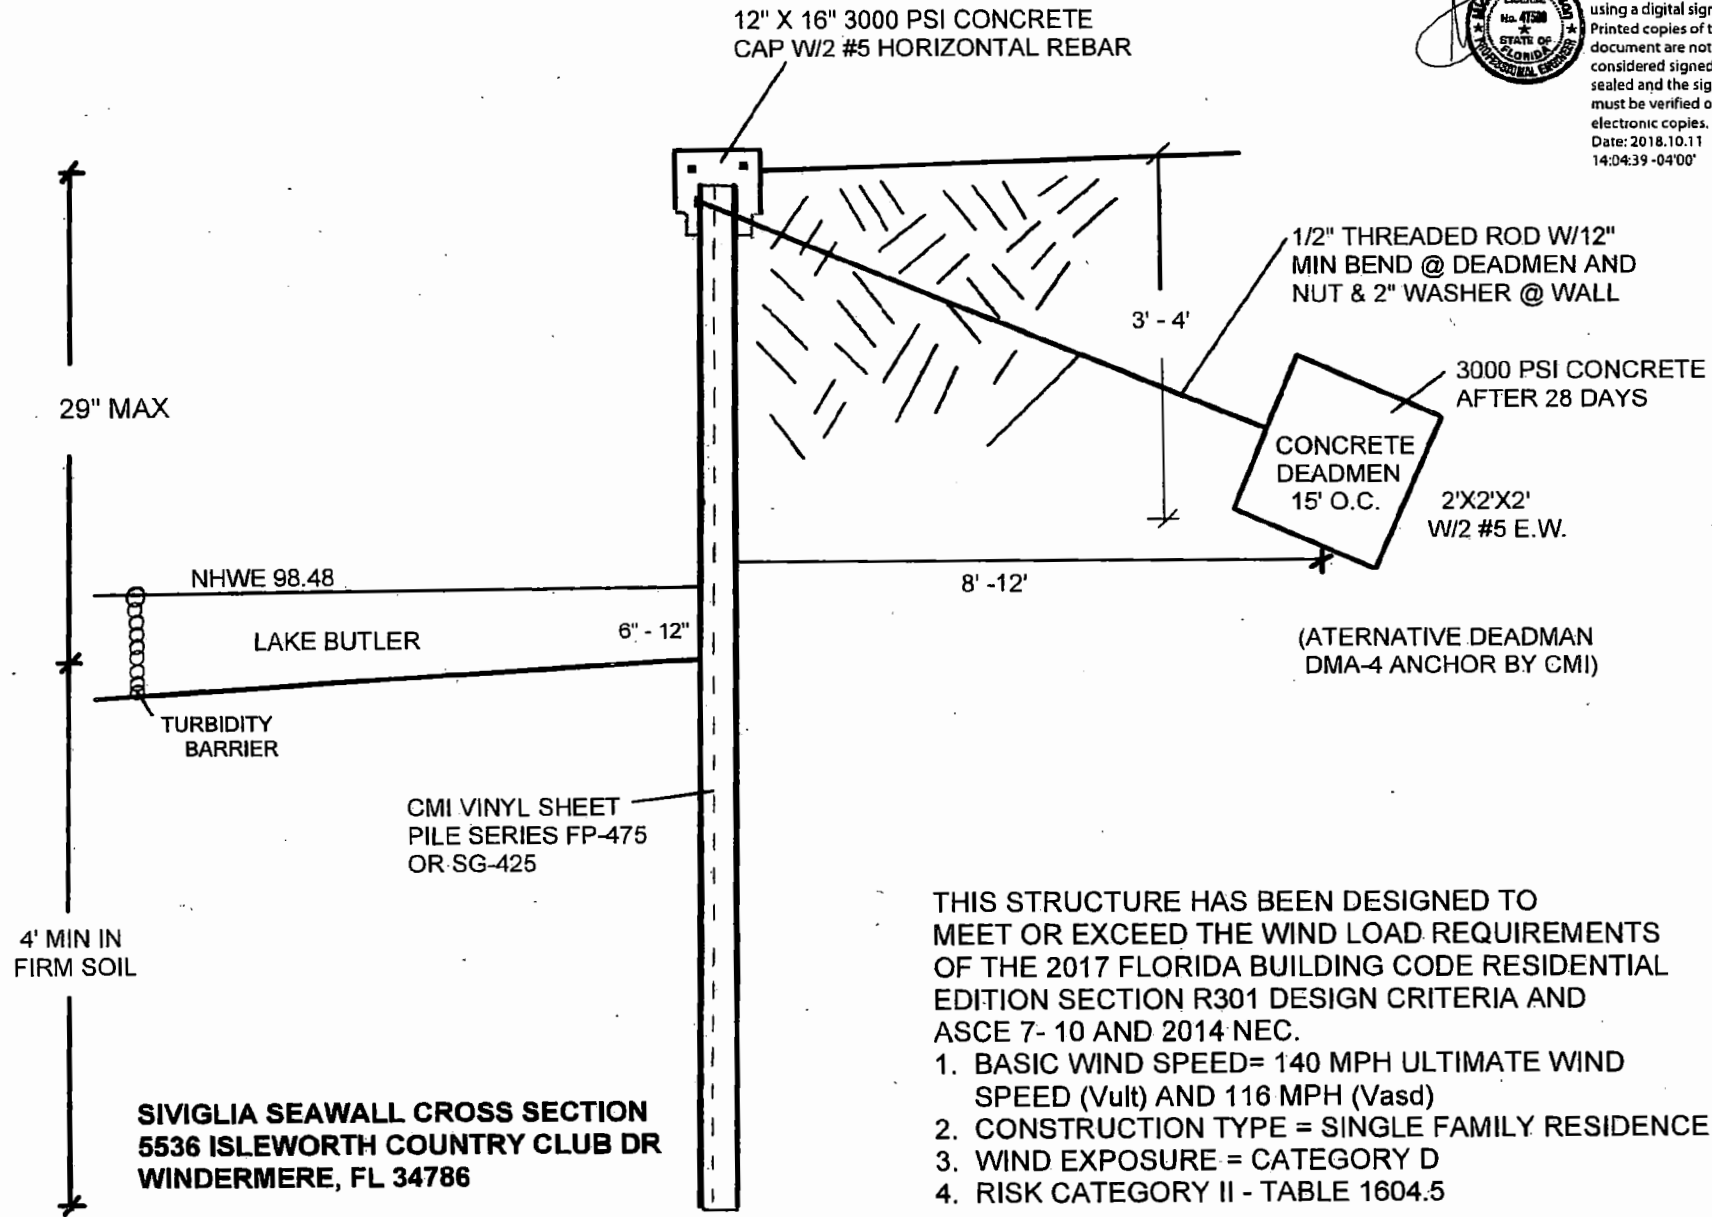 12" X 16" 3000 PSI CONCRETE
CAP W/2 #5 HORIZONTAL REBAR
No. 47580
STATE OF
FLORIDA
PROFESSIONAL ENGINEER
using a digital sign
Printed copies of t
document are not
considered signed
sealed and the sig
must be verified o
electronic copies.
Date: 2018.10.11
14:04:39 -04'00'
1/2" THREADED ROD W/12"
MIN BEND @ DEADMEN AND
NUT & 2" WASHER @ WALL
3' - 4'
3000 PSI CONCRETE
AFTER 28 DAYS
29" MAX
CONCRETE
DEADMEN
15' O.C.
2'X2'X2'
W/2 #5 E.W.
NHWE 98.48
8' -12'
LAKE BUTLER
6" - 12"
(ATERNATIVE DEADMAN
DMA-4 ANCHOR BY CMI)
TURBIDITY
BARRIER
CMI VINYL SHEET
PILE SERIES FP-475
OR SG-425
4' MIN IN
FIRM SOIL
THIS STRUCTURE HAS BEEN DESIGNED TO
MEET OR EXCEED THE WIND LOAD REQUIREMENTS
OF THE 2017 FLORIDA BUILDING CODE RESIDENTIAL
EDITION SECTION R301 DESIGN CRITERIA AND
ASCE 7- 10 AND 2014 NEC.
1. BASIC WIND SPEED= 140 MPH ULTIMATE WIND
SPEED (Vult) AND 116 MPH (Vasd)
2. CONSTRUCTION TYPE = SINGLE FAMILY RESIDENCE
3. WIND EXPOSURE = CATEGORY D
4. RISK CATEGORY II - TABLE 1604.5
SIVIGLIA SEAWALL CROSS SECTION
5536 ISLEWORTH COUNTRY CLUB DR
WINDERMERE, FL 34786